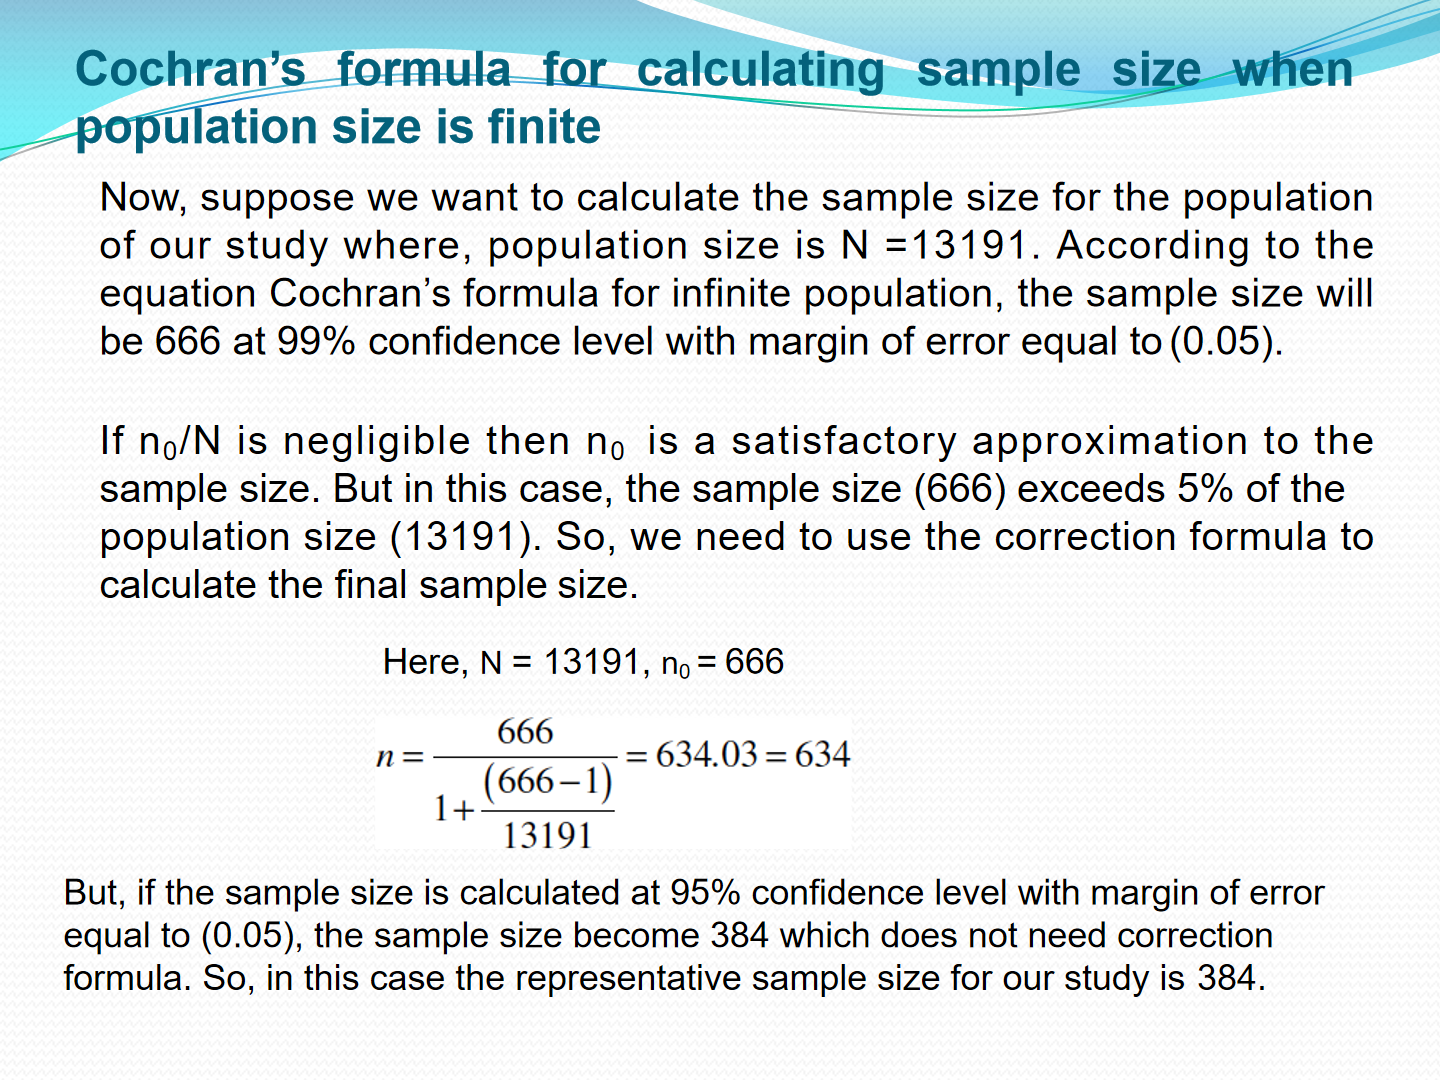 Cochran’s formula for calculating sample size when
population size is finite
Now, suppose we want to calculate the sample size for the population
of our study where, population size is N =13191. According to the
equation Cochran’s formula for infinite population, the sample size will
be 666 at 99% confidence level with margin of error equal to (0.05).
If n₀/N is negligible then n₀ is a satisfactory approximation to the
sample size. But in this case, the sample size (666) exceeds 5% of the
population size (13191). So, we need to use the correction formula to
calculate the final sample size.
Here, N = 13191, n₀ = 666
n = 666 / (1 + (666 − 1) / 13191) = 634.03 = 634
But, if the sample size is calculated at 95% confidence level with margin of error
equal to (0.05), the sample size become 384 which does not need correction
formula. So, in this case the representative sample size for our study is 384.